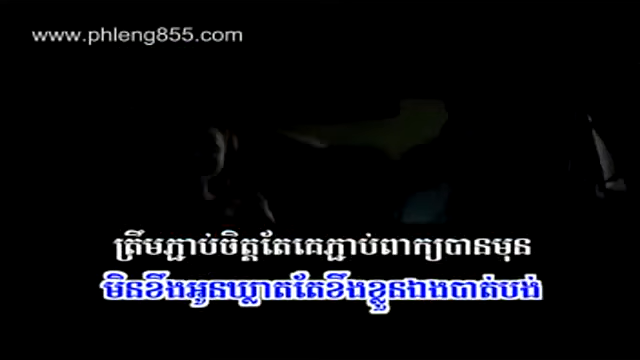 www.phleng855.com
ត្រឹមភ្ជាប់ចិត្តតែគេភ្ជាប់ពាក្យបានមុន
មិនខឹងអូនឃ្លាតតែខឹងខ្លួនឯងបាត់បង់